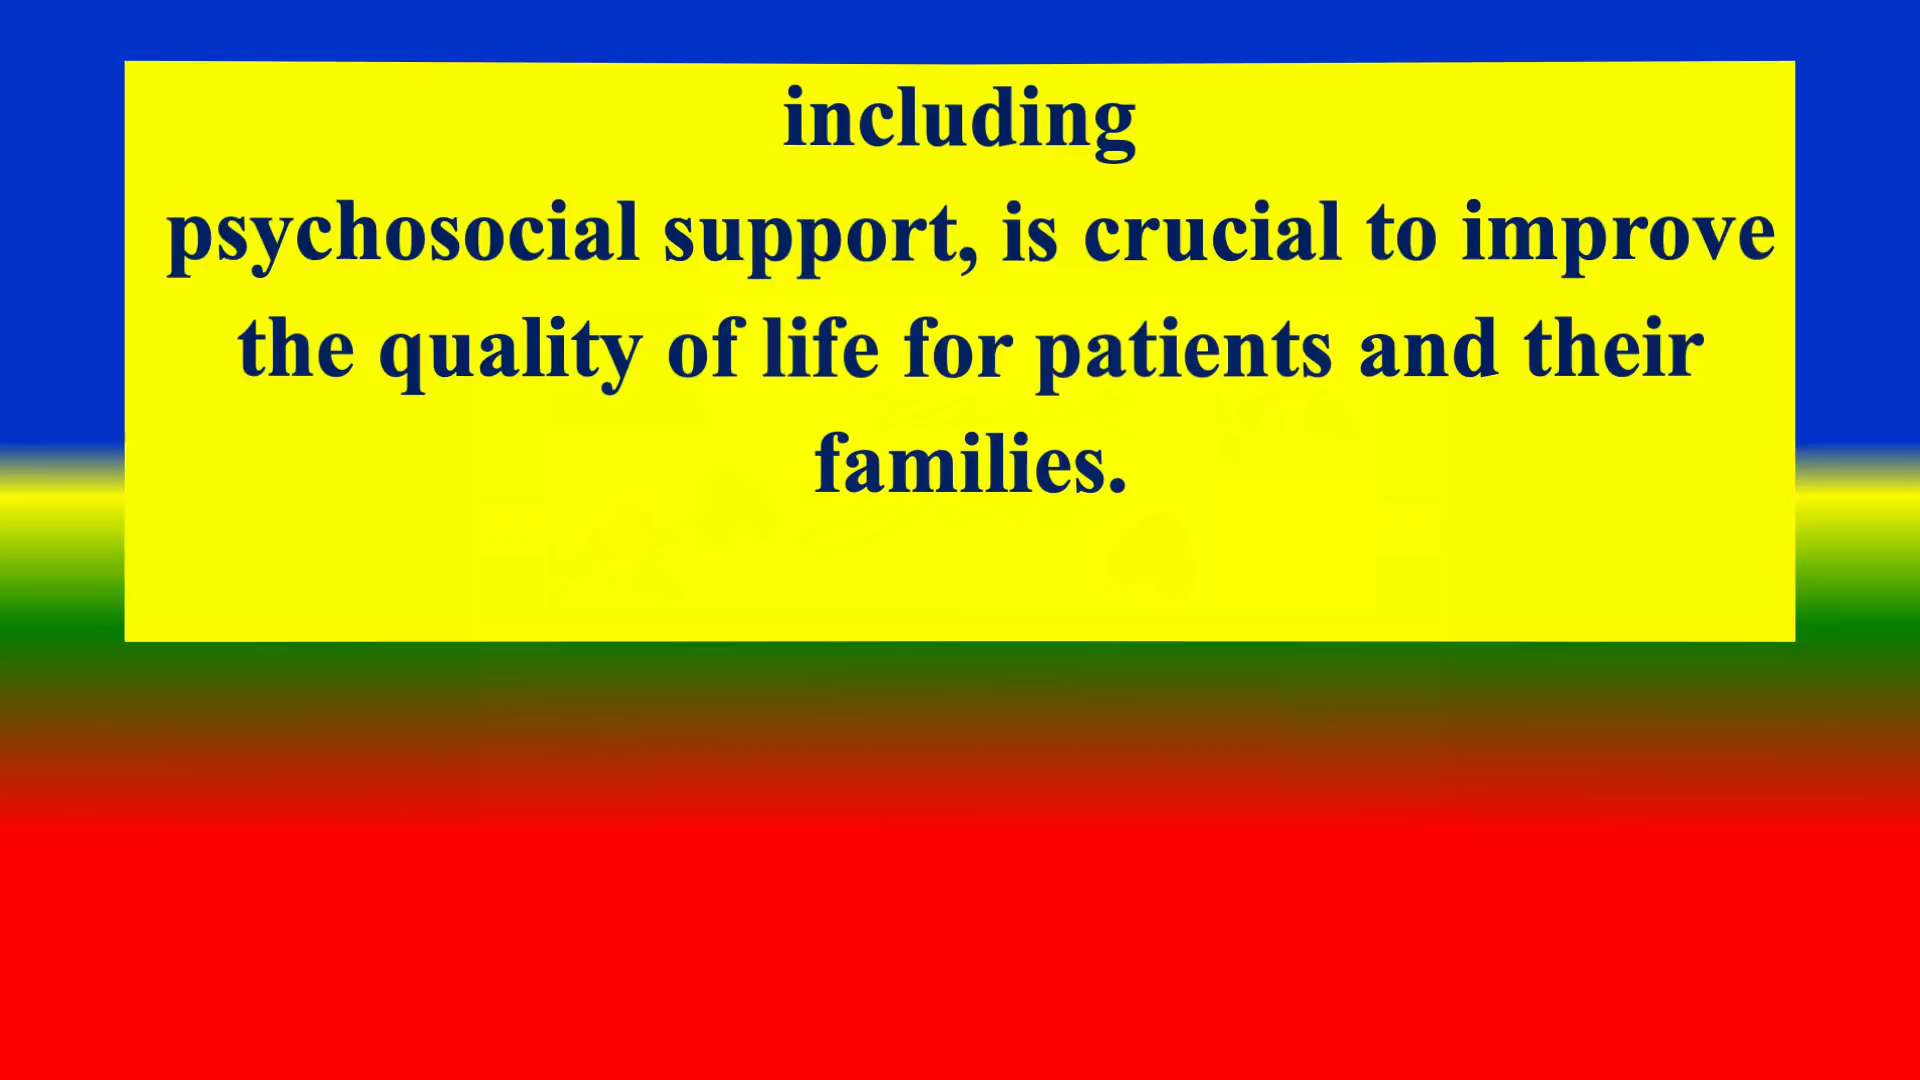 including
psychosocial support, is crucial to improve
the quality of life for patients and their
families.